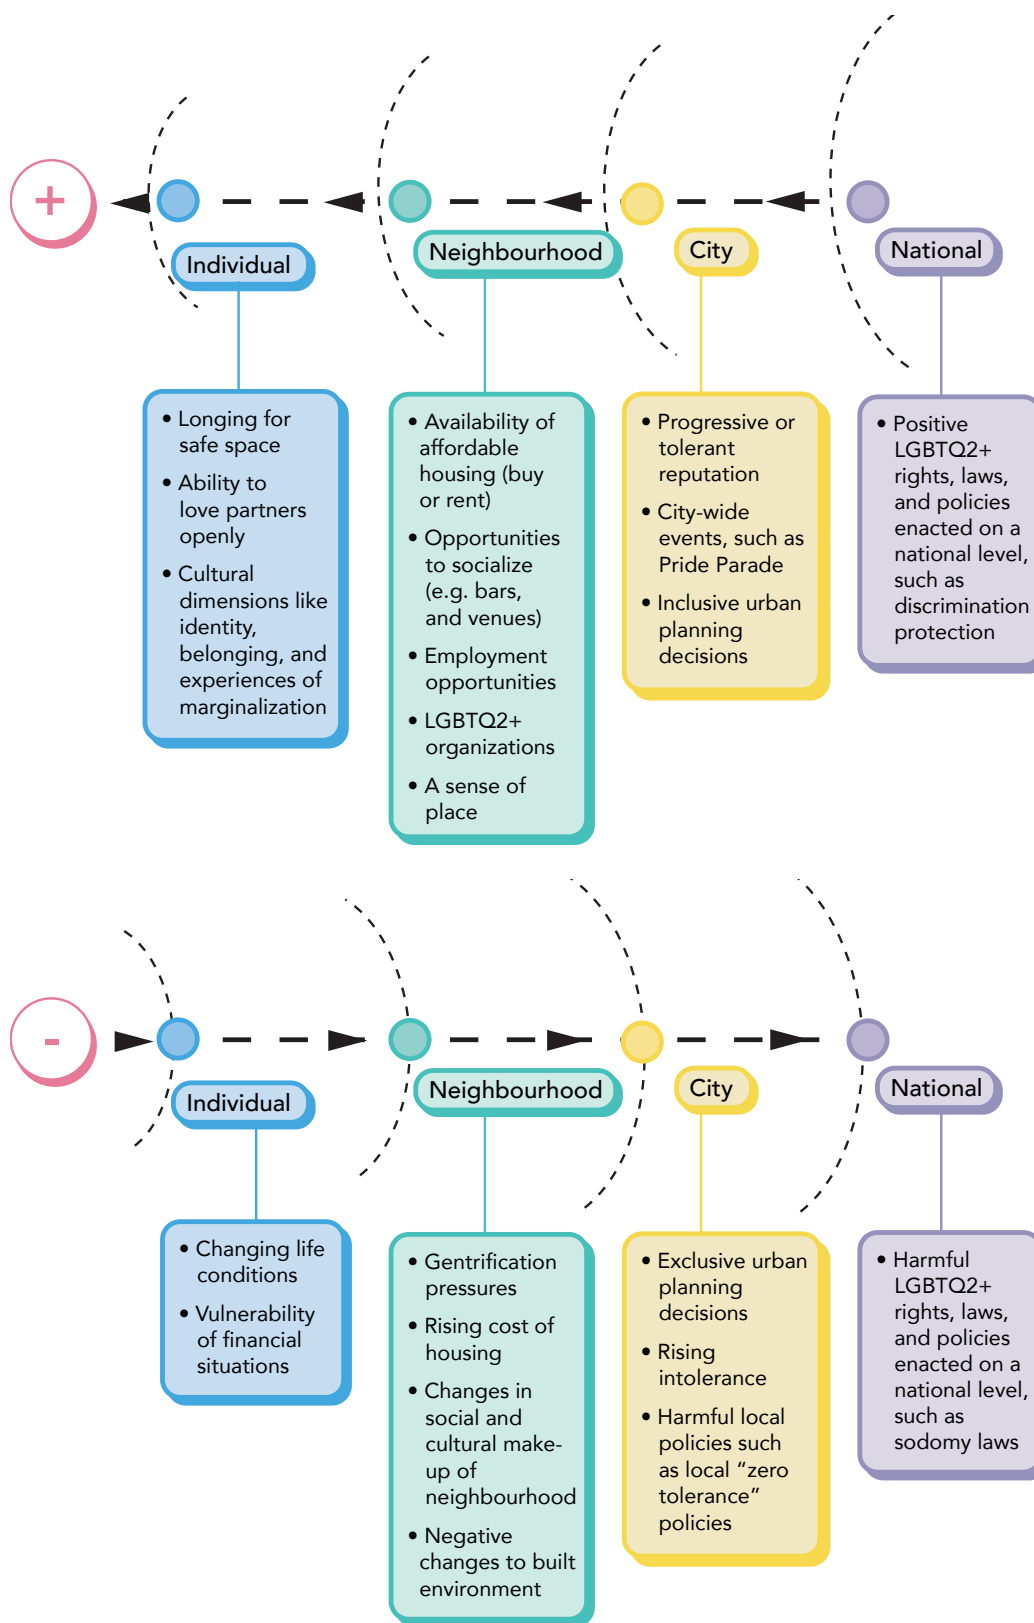 +
Individual
Neighbourhood
City
National
• Longing for
safe space
• Ability to
love partners
openly
• Cultural
dimensions like
identity,
belonging, and
experiences of
marginalization
• Availability of
affordable
housing (buy
or rent)
• Opportunities
to socialize
(e.g. bars,
and venues)
• Employment
opportunities
• LGBTQ2+
organizations
• A sense of
place
• Progressive or
tolerant
reputation
• City-wide
events, such as
Pride Parade
• Inclusive urban
planning
decisions
• Positive
LGBTQ2+
rights, laws,
and policies
enacted on a
national level,
such as
discrimination
protection
-
Individual
Neighbourhood
City
National
• Changing life
conditions
• Vulnerability
of financial
situations
• Gentrification
pressures
• Rising cost of
housing
• Changes in
social and
cultural make-
up of
neighbourhood
• Negative
changes to built
environment
• Exclusive urban
planning
decisions
• Rising
intolerance
• Harmful local
policies such
as local “zero
tolerance”
policies
• Harmful
LGBTQ2+
rights, laws,
and policies
enacted on a
national level,
such as
sodomy laws